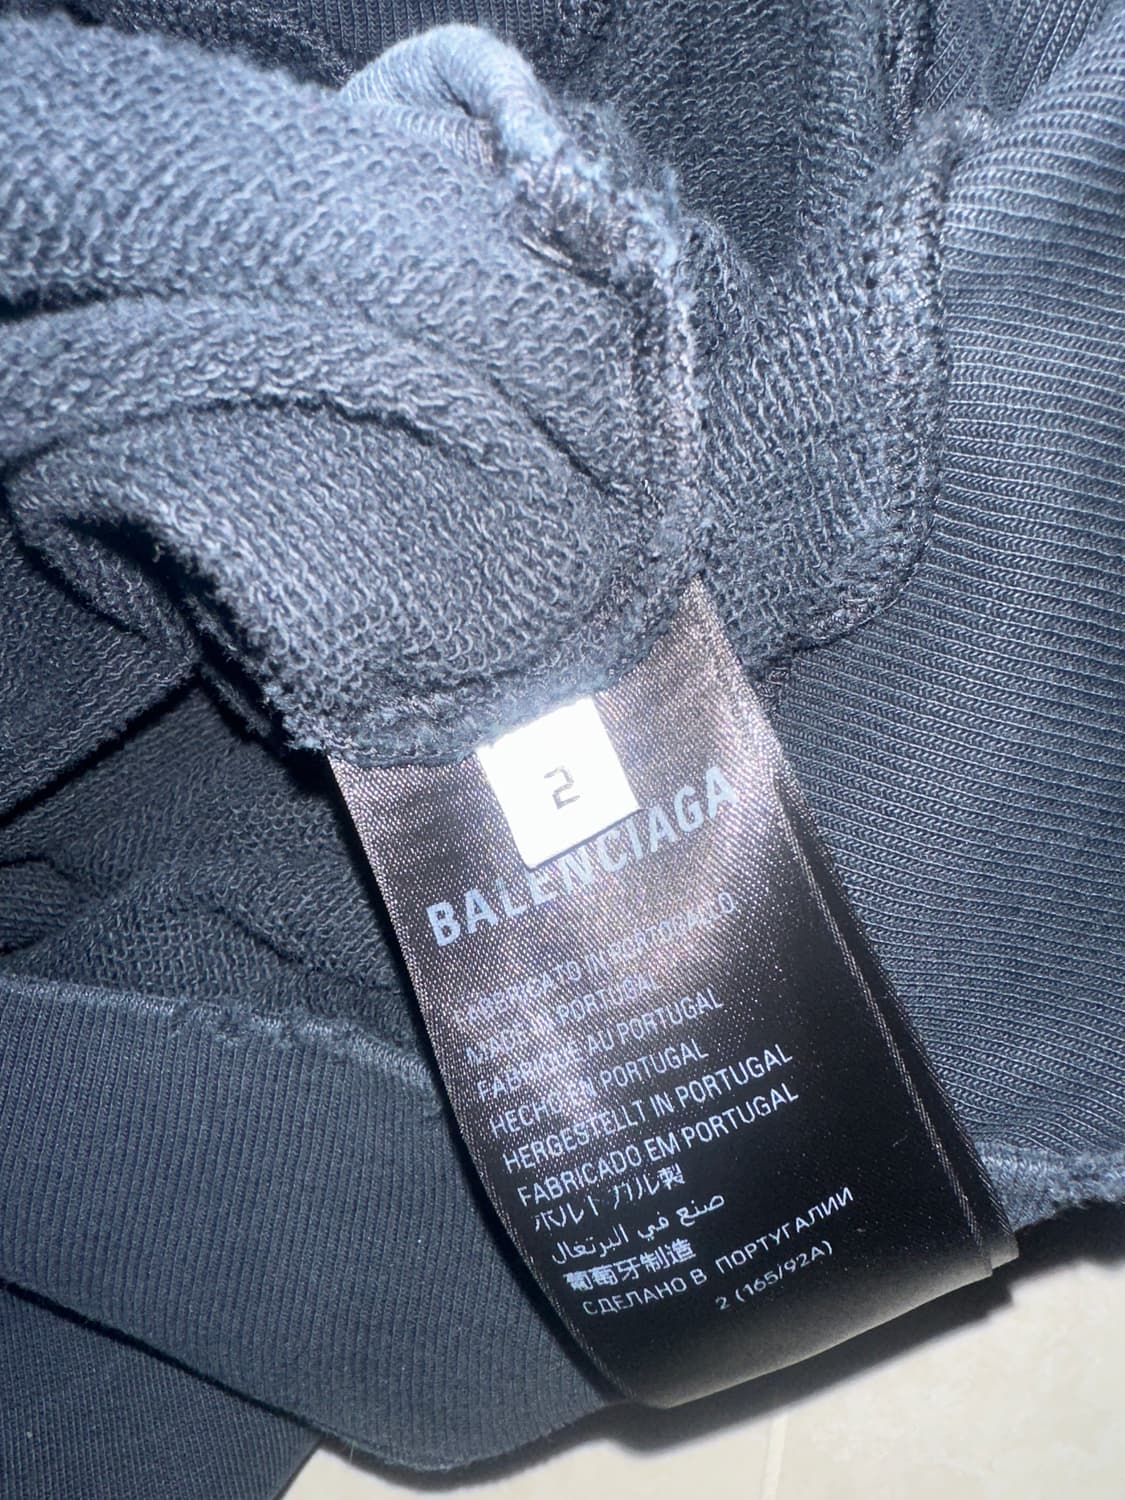 2
BALENCIAGA
FABBRICATO IN PORTOGALLO
MADE IN PORTUGAL
FABRIQUÉ AU PORTUGAL
HECHO EN PORTUGAL
HERGESTELLT IN PORTUGAL
FABRICADO EM PORTUGAL
ポルトガル製
صنع في البرتغال
葡萄牙制造
СДЕЛАНО В ПОРТУГАЛИИ
2 (165/92A)